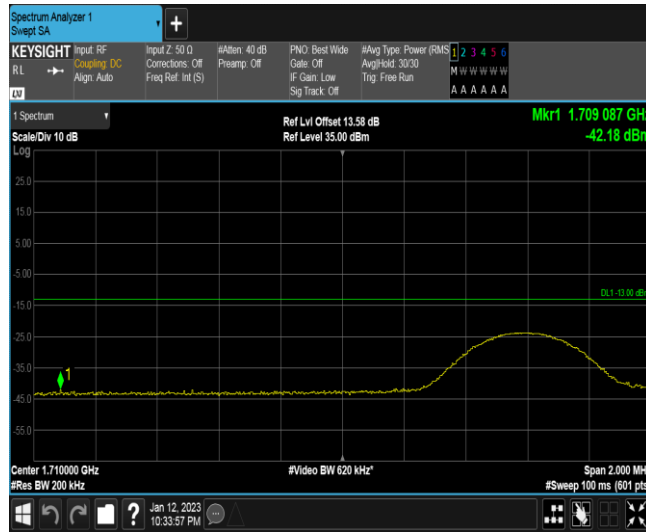 Spectrum Analyzer 1
Swept SA
KEYSIGHT
RL
LXI
Input: RF
Coupling: DC
Align: Auto
Input Z: 50 Ω
Corrections: Off
Freq Ref: Int (S)
#Atten: 40 dB
Preamp: Off
PNO: Best Wide
Gate: Off
IF Gain: Low
Sig Track: Off
#Avg Type: Power (RMS
Avg|Hold: 30/30
Trig: Free Run
1 2 3 4 5 6
M W W W W W
A A A A A A
1 Spectrum
Scale/Div 10 dB
Ref Lvl Offset 13.58 dB
Ref Level 35.00 dBm
Mkr1 1.709 087 GHz
-42.18 dBm
Log
25.0
15.0
5.00
-5.00
DL1 -13.00 dBm
-15.0
-25.0
-35.0
1
-45.0
-55.0
Center 1.710000 GHz
#Res BW 200 kHz
#Video BW 620 kHz*
Span 2.000 MH
#Sweep 100 ms (601 pts
?
Jan 12, 2023
10:33:57 PM